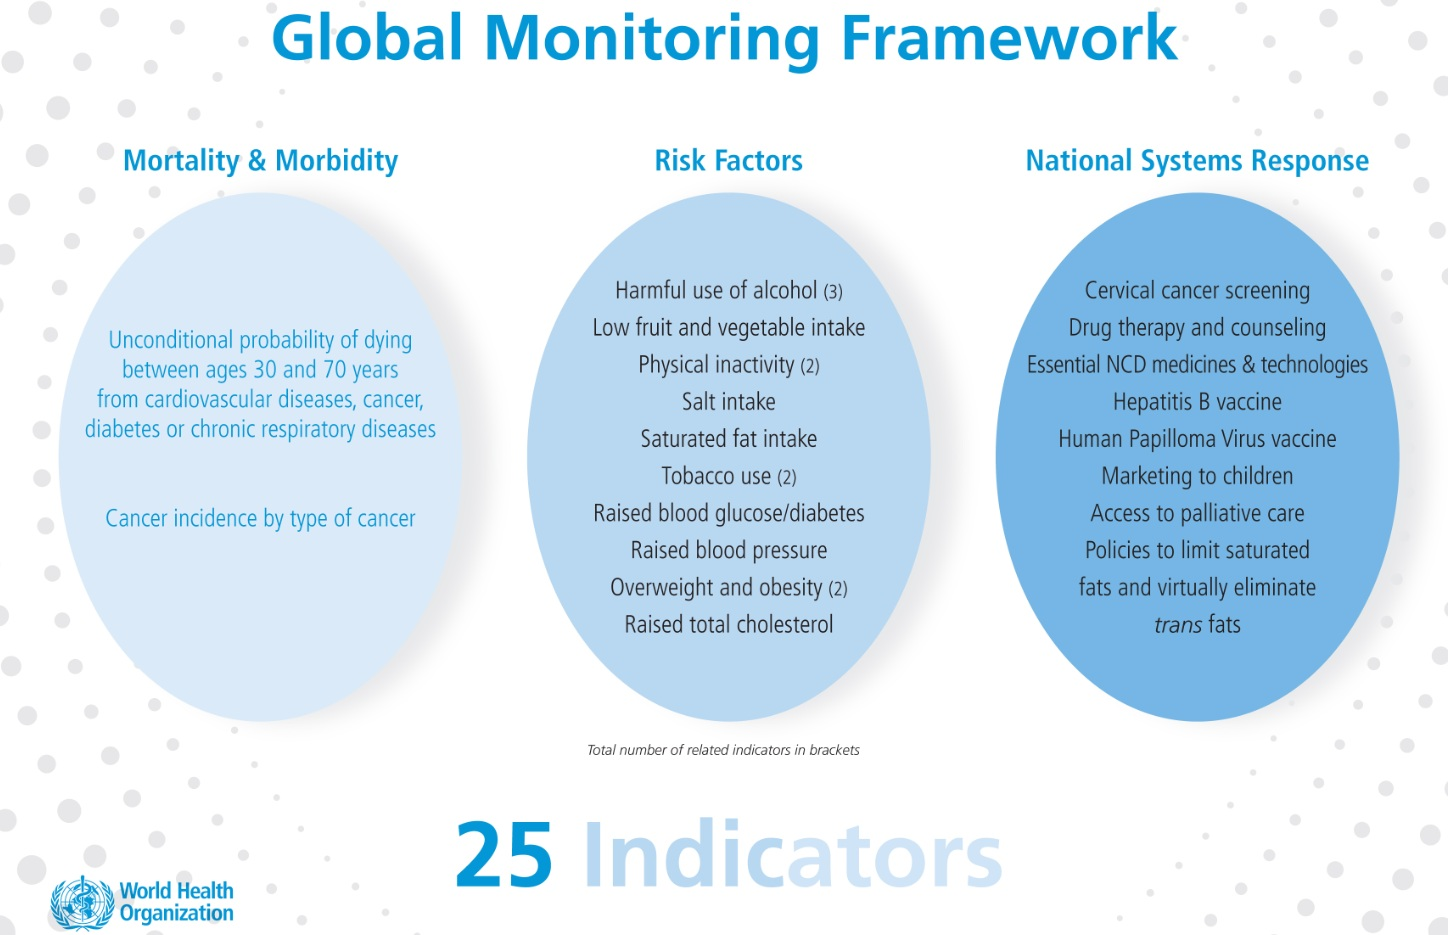 Global Monitoring Framework
Mortality & Morbidity
Unconditional probability of dying
between ages 30 and 70 years
from cardiovascular diseases, cancer,
diabetes or chronic respiratory diseases
Cancer incidence by type of cancer
Risk Factors
Harmful use of alcohol (3)
Low fruit and vegetable intake
Physical inactivity (2)
Salt intake
Saturated fat intake
Tobacco use (2)
Raised blood glucose/diabetes
Raised blood pressure
Overweight and obesity (2)
Raised total cholesterol
National Systems Response
Cervical cancer screening
Drug therapy and counseling
Essential NCD medicines & technologies
Hepatitis B vaccine
Human Papilloma Virus vaccine
Marketing to children
Access to palliative care
Policies to limit saturated
fats and virtually eliminate
trans fats
Total number of related indicators in brackets
25 Indicators
World Health
Organization